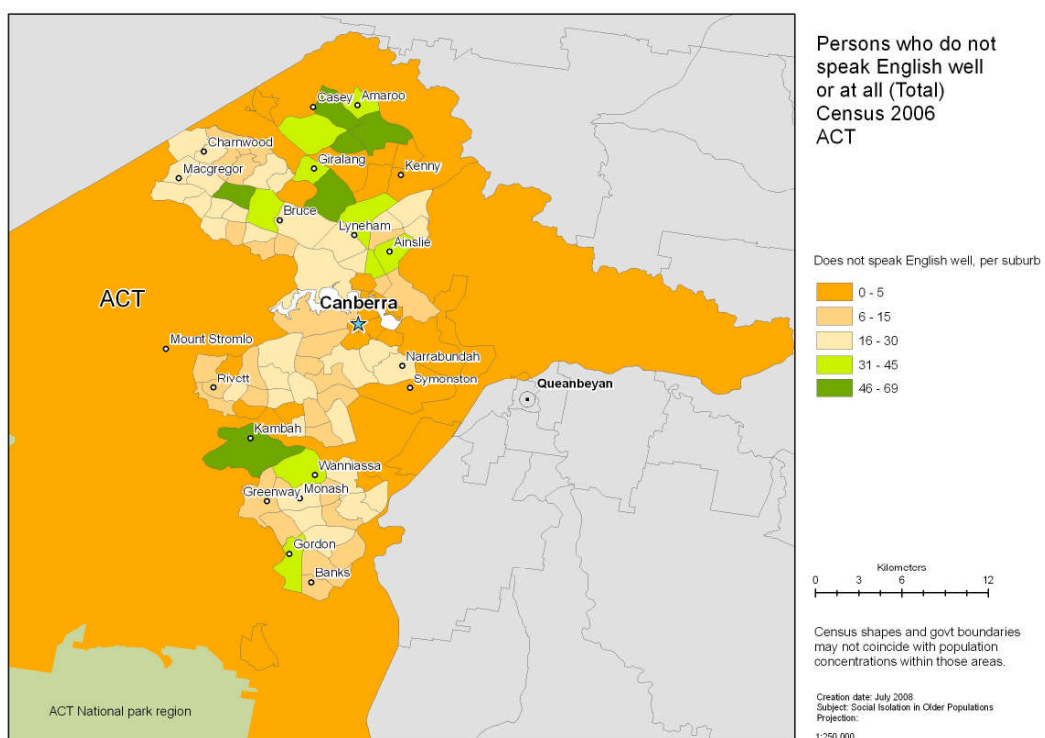 Persons who do not
speak English well
or at all (Total)
Census 2006
ACT
Casey
Amaroo
Charnwood
Giralang
Kenny
Macgregor
Bruce
Lyneham
Ainslie
Does not speak English well, per suburb
0 - 5
6 - 15
16 - 30
31 - 45
46 - 69
ACT
Canberra
Mount Stromlo
Narrabundah
Rivett
Symonston
Queanbeyan
Kambah
Wanniassa
Greenway
Monash
Gordon
Banks
Kilometers
0 3 6 12
Census shapes and govt boundaries
may not coincide with population
concentrations within those areas.
Creation date: July 2008
Subject: Social Isolation in Older Populations
Projection:
1:250,000
ACT National park region